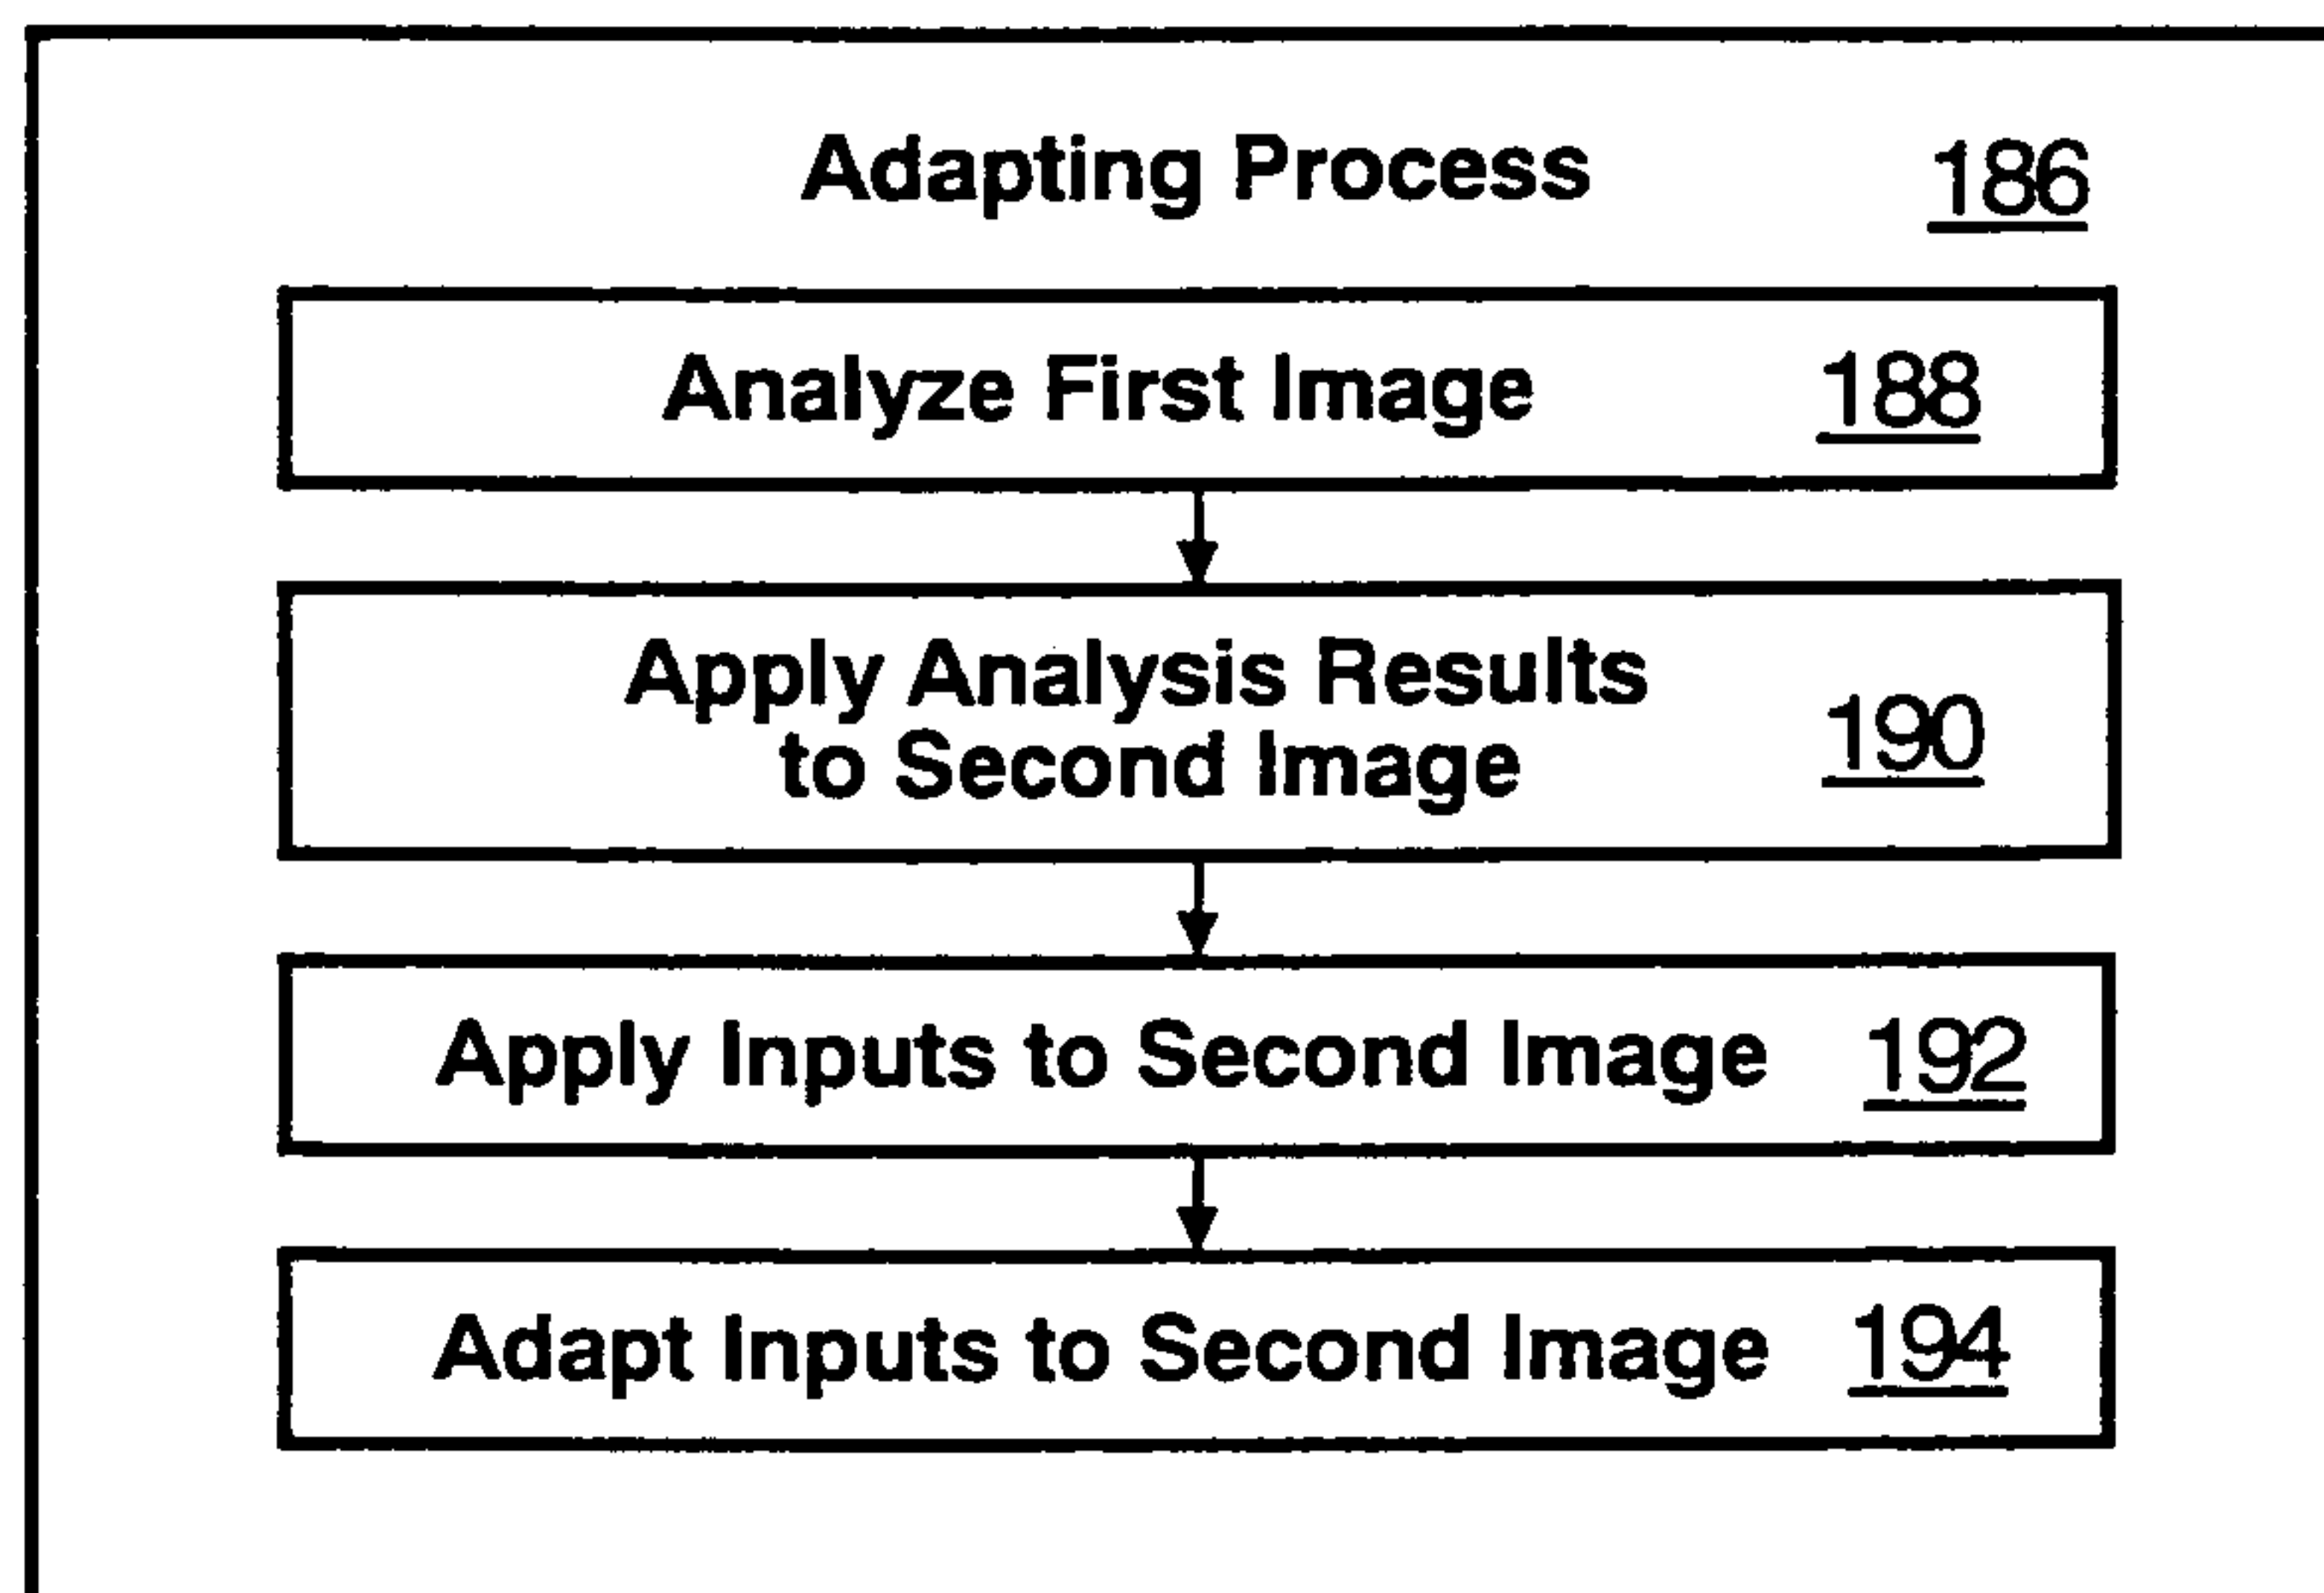 Adapting Process 186
Analyze First Image 188
Apply Analysis Results
to Second Image 190
Apply Inputs to Second Image 192
Adapt Inputs to Second Image 194